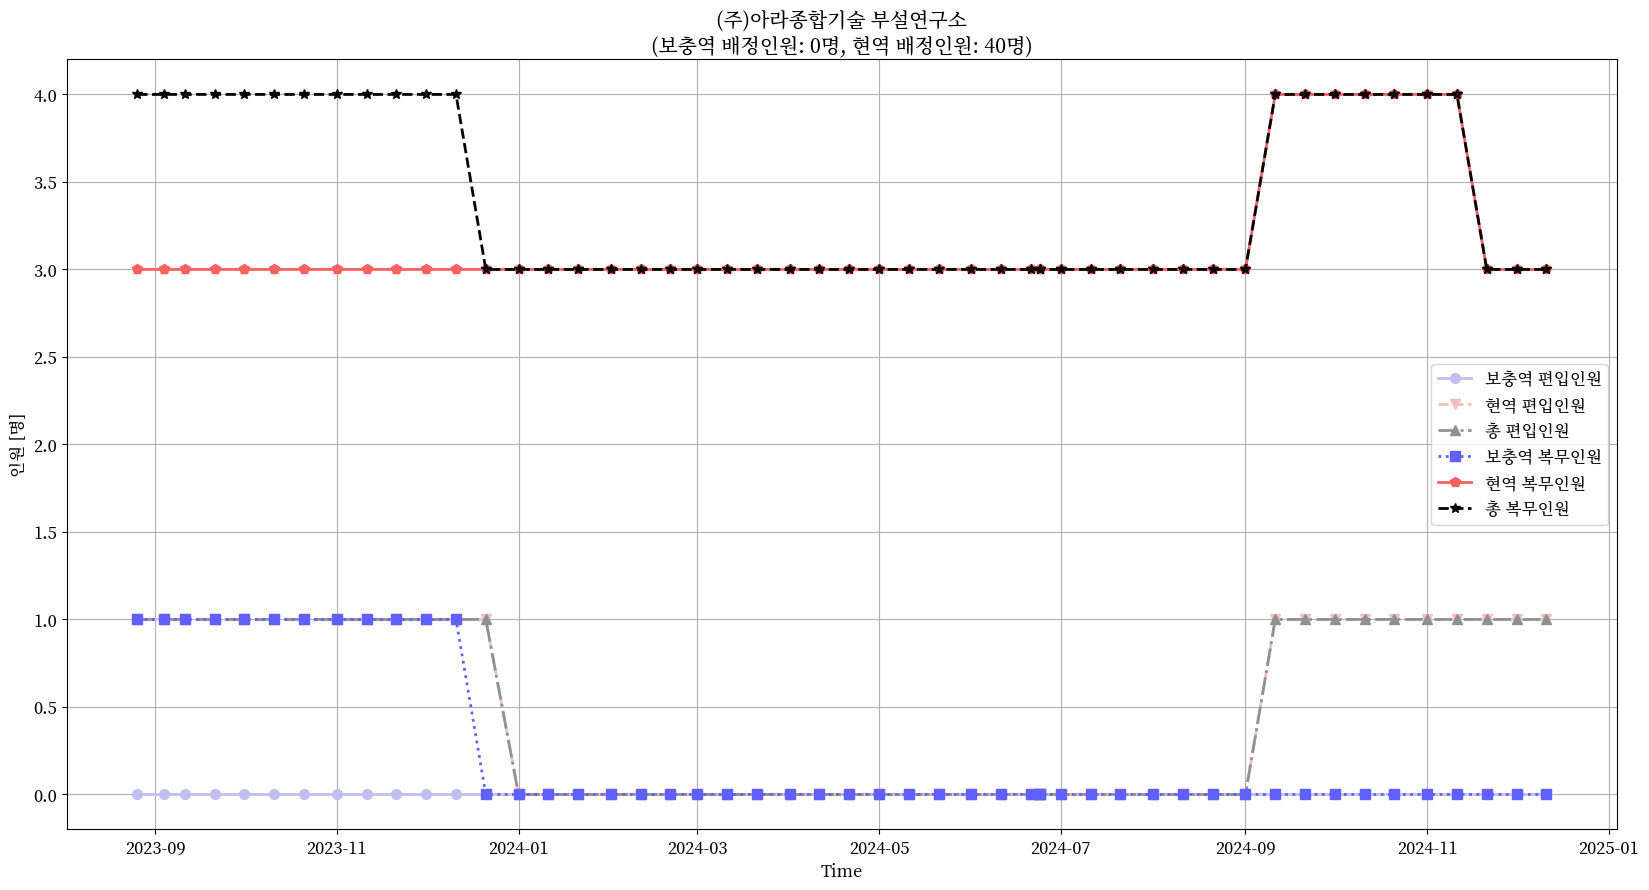 (주)아라종합기술 부설연구소
(보충역 배정인원: 0명, 현역 배정인원: 40명)
인원 [명]
4.0
3.5
3.0
2.5
2.0
1.5
1.0
0.5
0.0
보충역 편입인원
현역 편입인원
총 편입인원
보충역 복무인원
현역 복무인원
총 복무인원
2023-09
2023-11
2024-01
2024-03
2024-05
2024-07
2024-09
2024-11
2025-01
Time